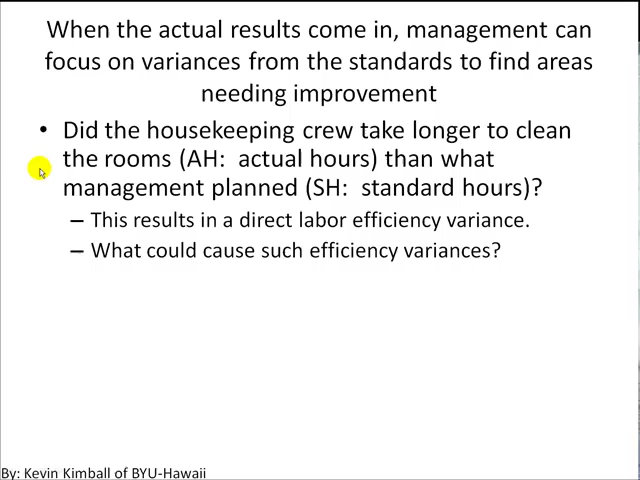 When the actual results come in, management can
focus on variances from the standards to find areas
needing improvement
• Did the housekeeping crew take longer to clean
the rooms (AH:  actual hours) than what
management planned (SH:  standard hours)?
– This results in a direct labor efficiency variance.
– What could cause such efficiency variances?
By: Kevin Kimball of BYU-Hawaii